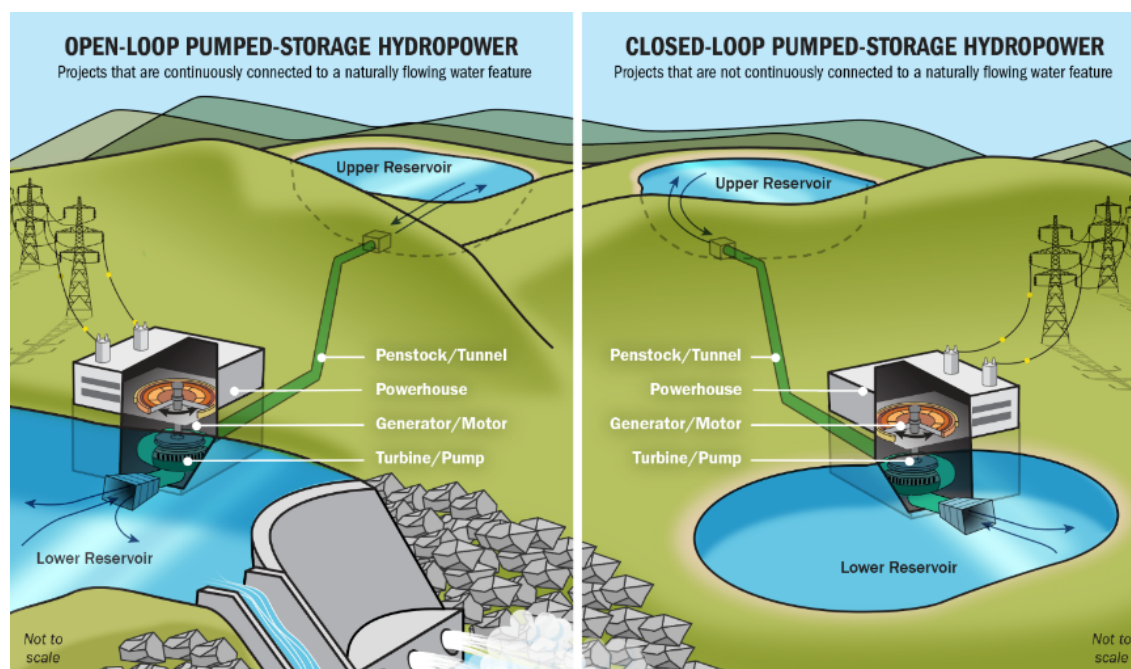 OPEN-LOOP PUMPED-STORAGE HYDROPOWER
Projects that are continuously connected to a naturally flowing water feature
Upper Reservoir
Penstock/Tunnel
Powerhouse
Generator/Motor
Turbine/Pump
Lower Reservoir
Not to
scale
CLOSED-LOOP PUMPED-STORAGE HYDROPOWER
Projects that are not continuously connected to a naturally flowing water feature
Upper Reservoir
Penstock/Tunnel
Powerhouse
Generator/Motor
Turbine/Pump
Lower Reservoir
Not to
scale